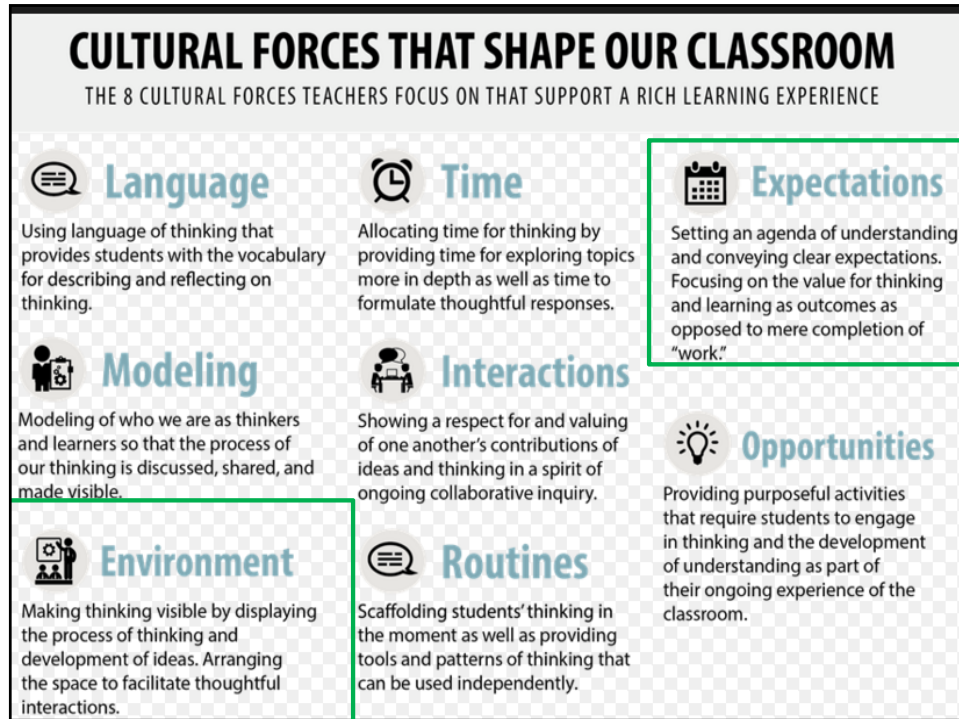 CULTURAL FORCES THAT SHAPE OUR CLASSROOM
THE 8 CULTURAL FORCES TEACHERS FOCUS ON THAT SUPPORT A RICH LEARNING EXPERIENCE
Language
Using language of thinking that
provides students with the vocabulary
for describing and reflecting on
thinking.
Time
Allocating time for thinking by
providing time for exploring topics
more in depth as well as time to
formulate thoughtful responses.
Expectations
Setting an agenda of understanding
and conveying clear expectations.
Focusing on the value for thinking
and learning as outcomes as
opposed to mere completion of
“work.”
Modeling
Modeling of who we are as thinkers
and learners so that the process of
our thinking is discussed, shared, and
made visible.
Interactions
Showing a respect for and valuing
of one another’s contributions of
ideas and thinking in a spirit of
ongoing collaborative inquiry.
Opportunities
Providing purposeful activities
that require students to engage
in thinking and the development
of understanding as part of
their ongoing experience of the
classroom.
Environment
Making thinking visible by displaying
the process of thinking and
development of ideas. Arranging
the space to facilitate thoughtful
interactions.
Routines
Scaffolding students’ thinking in
the moment as well as providing
tools and patterns of thinking that
can be used independently.